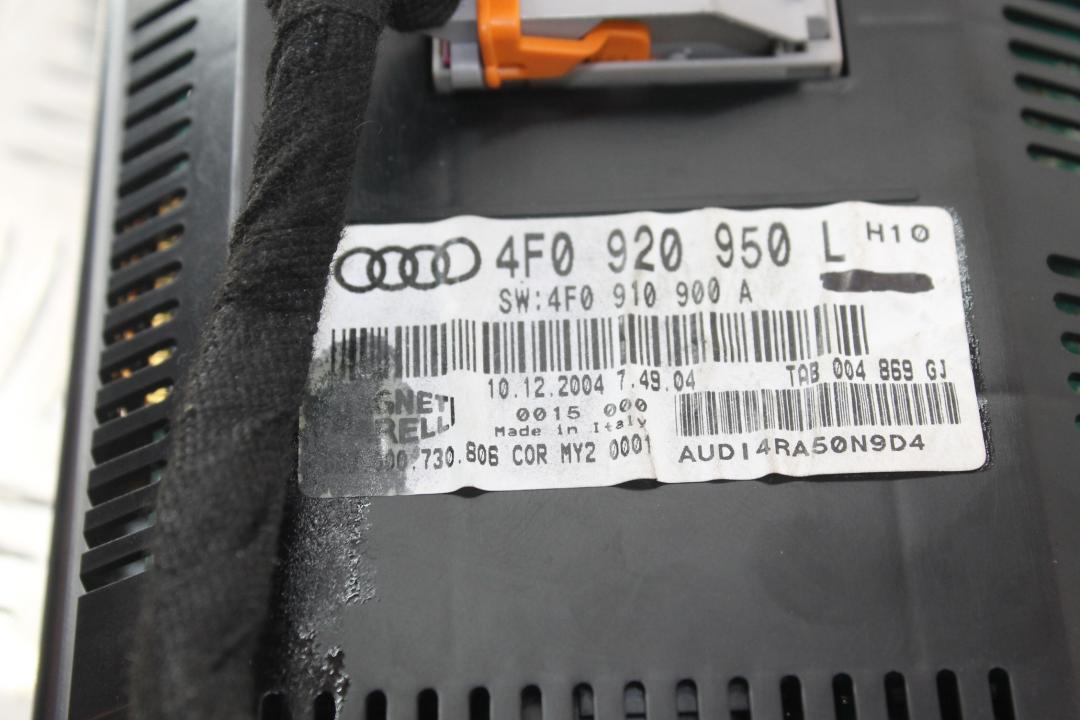 4F0 920 950 L H10
SW:4F0 910 900 A
10.12.2004 7.49.04 TAB 004 869 GJ
0015 000
Made in Italy
730.806 COR MY2 0001
AUDI4RA50N9D4